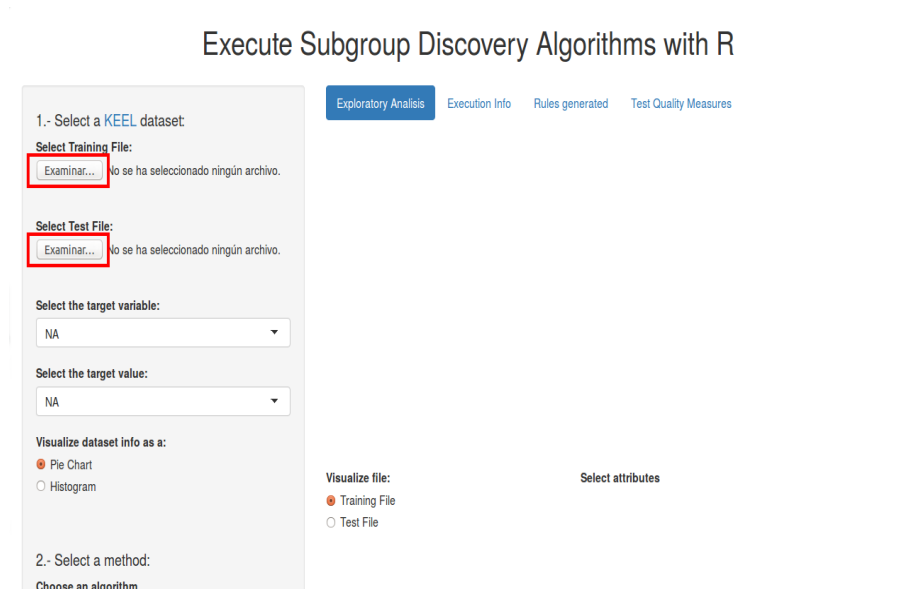 Execute Subgroup Discovery Algorithms with R
1.- Select a KEEL dataset:
Select Training File:
Examinar... No se ha seleccionado ningún archivo.
Select Test File:
Examinar... No se ha seleccionado ningún archivo.
Select the target variable:
NA
Select the target value:
NA
Visualize dataset info as a:
Pie Chart
Histogram
2.- Select a method:
Choose an algorithm
Exploratory Analisis Execution Info Rules generated Test Quality Measures
Visualize file:
Training File
Test File
Select attributes